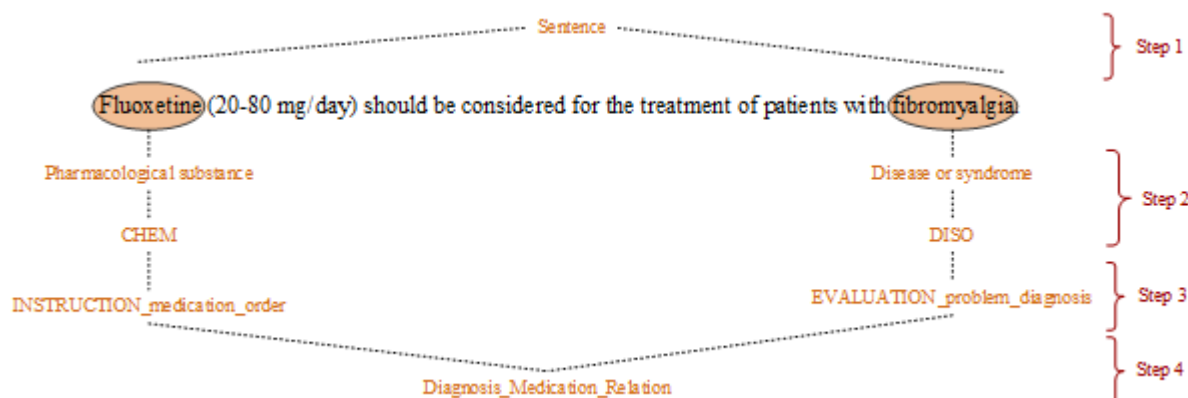 Sentence
Step 1
Fluoxetine (20-80 mg/day) should be considered for the treatment of patients with fibromyalgia.
Pharmacological substance
Disease or syndrome
Step 2
CHEM
DISO
INSTRUCTION_medication_order
EVALUATION_problem_diagnosis
Step 3
Step 4
Diagnosis_Medication_Relation